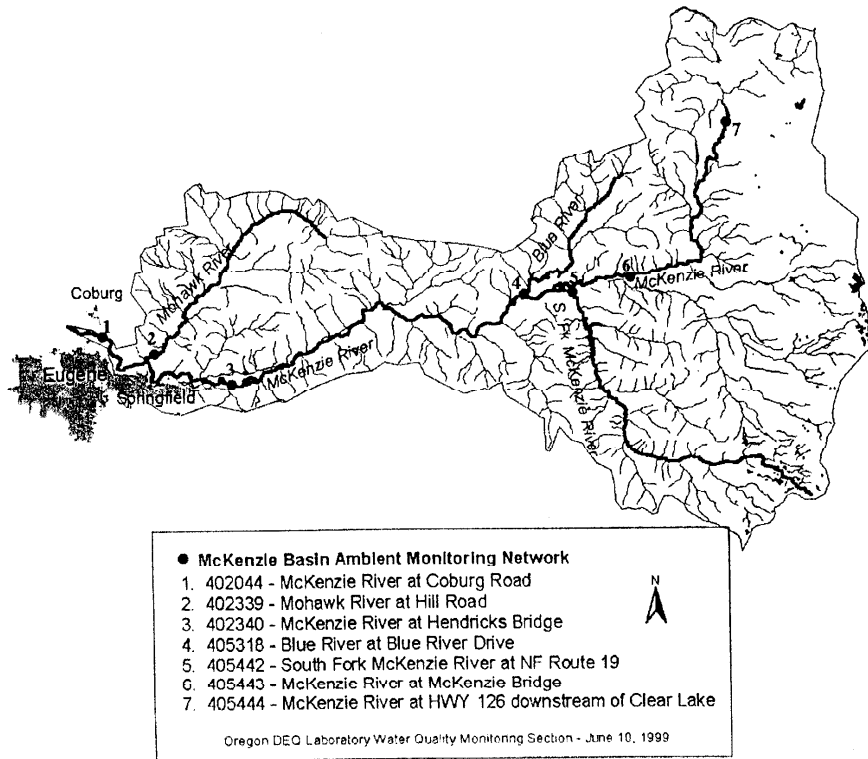 7
Blue River
Mohawk River
6
5
McKenzie River
4
Coburg
1
2
S. Fk. McKenzie River
McKenzie River
3
Eugene
Springfield
● McKenzie Basin Ambient Monitoring Network
1. 402044 - McKenzie River at Coburg Road
2. 402339 - Mohawk River at Hill Road
3. 402340 - McKenzie River at Hendricks Bridge
4. 405318 - Blue River at Blue River Drive
5. 405442 - South Fork McKenzie River at NF Route 19
6. 405443 - McKenzie River at McKenzie Bridge
7. 405444 - McKenzie River at HWY 126 downstream of Clear Lake
N
Oregon DEQ Laboratory Water Quality Monitoring Section - June 10, 1999